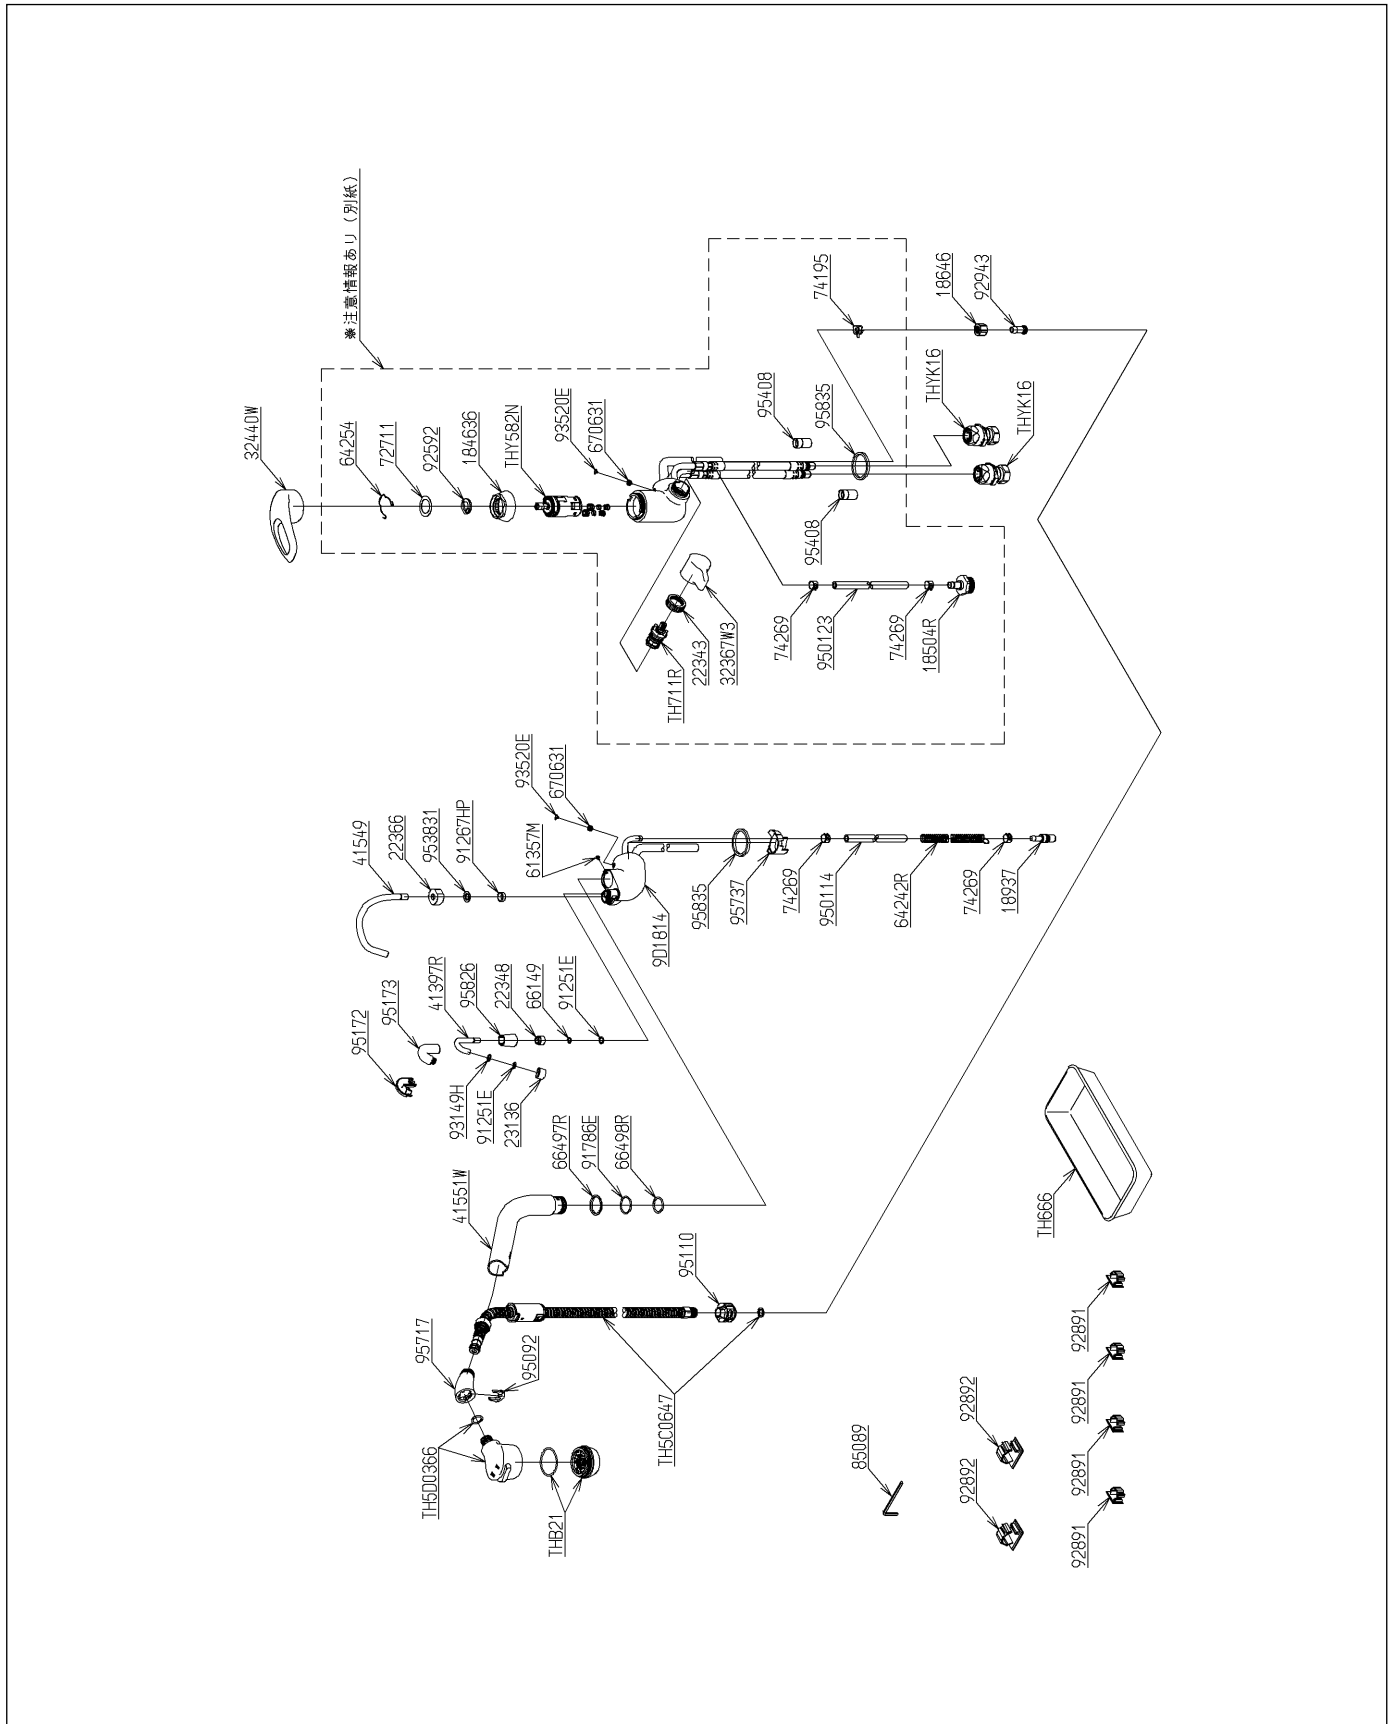 ※注意情報あり（別紙）
32440W
64254
72711
92592
184636
THY582N
93520E
670631
95408
95835
74195
18646
92943
THYK16
THYK16
95408
TH711R
22343
32367W3
74269
950123
74269
18504R
41549
22366
953831
91267HP
61357M
93520E
670631
9D1814
95835
95737
74269
950114
64242R
74269
18937
95172
95173
41397R
95826
22348
66149
91251E
93149H
91251E
23136
41551W
66497R
91786E
66498R
95717
95092
95110
TH5C0647
TH5D0366
THB21
TH666
85089
92892
92892
92891
92891
92891
92891